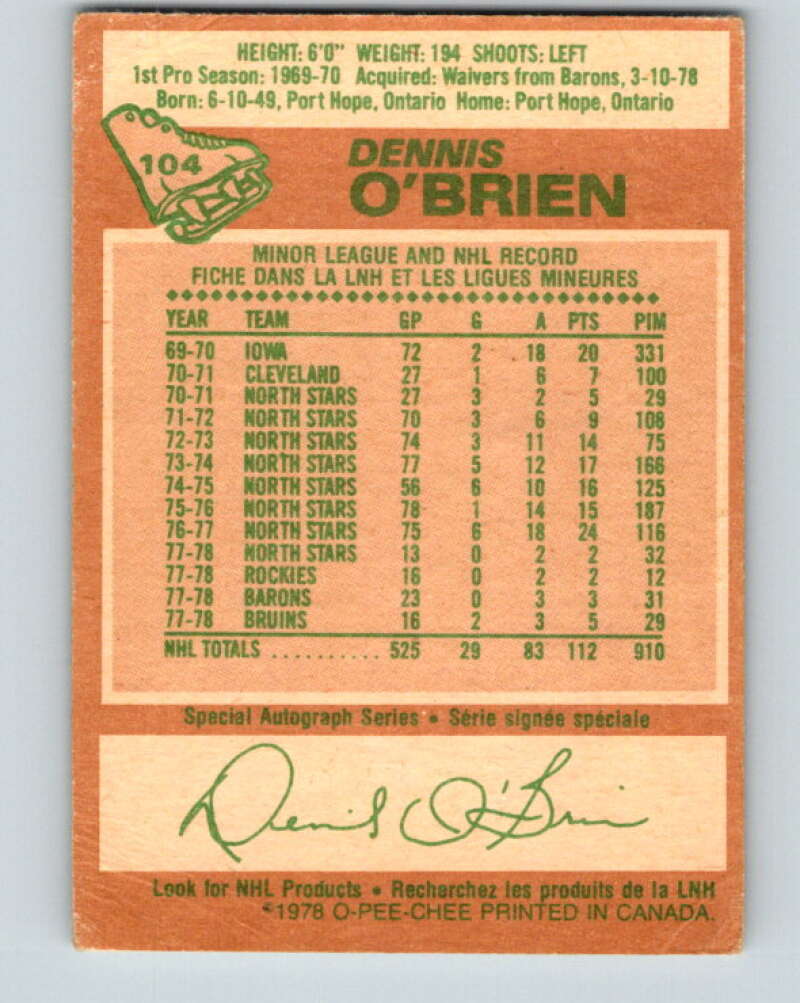 HEIGHT: 6'0" WEIGHT: 194 SHOOTS: LEFT
1st Pro Season: 1969-70 Acquired: Waivers from Barons, 3-10-78
Born: 6-10-49, Port Hope, Ontario Home: Port Hope, Ontario
104
DENNIS
O'BRIEN
MINOR LEAGUE AND NHL RECORD
FICHE DANS LA LNH ET LES LIGUES MINEURES
YEAR TEAM GP G A PTS PIM
69-70 IOWA 72 2 18 20 331
70-71 CLEVELAND 27 1 6 7 100
70-71 NORTH STARS 27 3 2 5 29
71-72 NORTH STARS 70 3 6 9 108
72-73 NORTH STARS 74 3 11 14 75
73-74 NORTH STARS 77 5 12 17 166
74-75 NORTH STARS 56 6 10 16 125
75-76 NORTH STARS 78 1 14 15 187
76-77 NORTH STARS 75 6 18 24 116
77-78 NORTH STARS 13 0 2 2 32
77-78 ROCKIES 16 0 2 2 12
77-78 BARONS 23 0 3 3 31
77-78 BRUINS 16 2 3 5 29
NHL TOTALS .......... 525 29 83 112 910
Special Autograph Series • Série signée spéciale
Dennis O'Brien
Look for NHL Products • Recherchez les produits de la LNH
©1978 O-PEE-CHEE PRINTED IN CANADA.